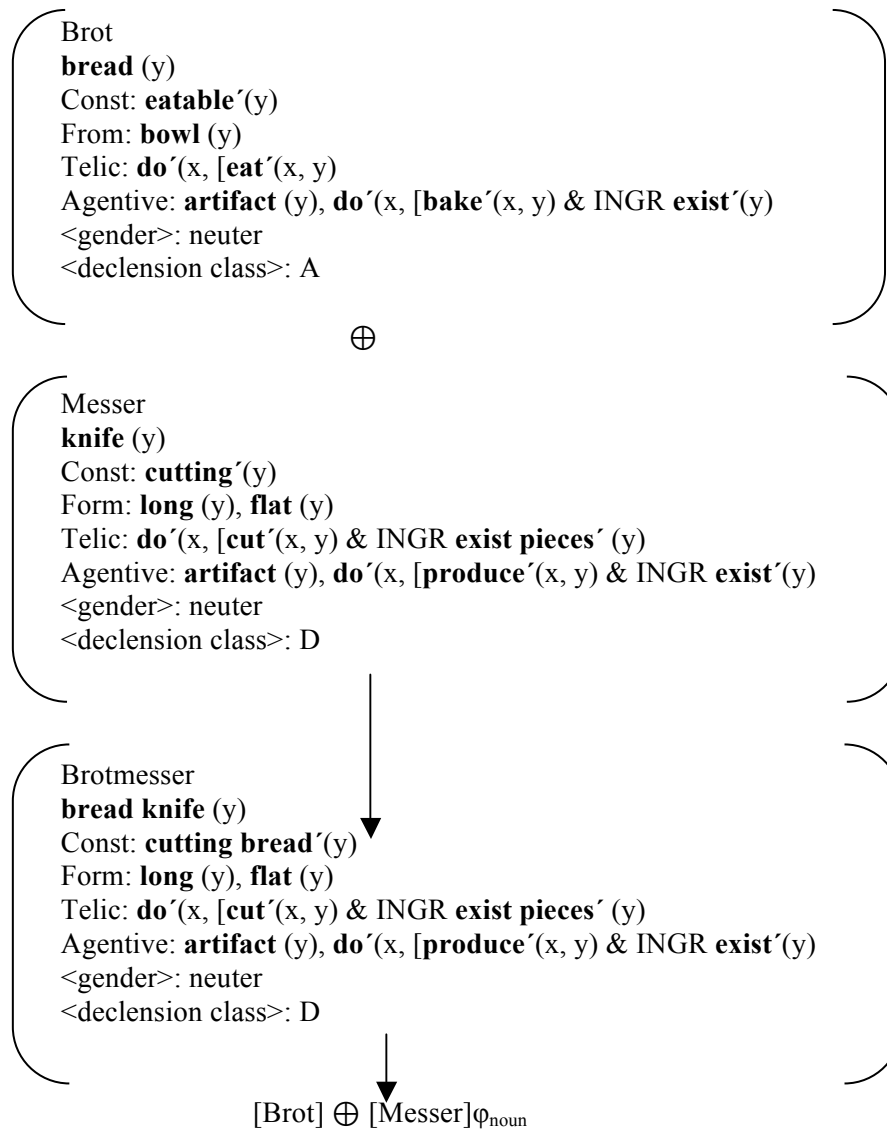 Brot
bread (y)
Const: eatable´(y)
From: bowl (y)
Telic: do´(x, [eat´(x, y)
Agentive: artifact (y), do´(x, [bake´(x, y) & INGR exist´(y)
<gender>: neuter
<declension class>: A
⊕
Messer
knife (y)
Const: cutting´(y)
Form: long (y), flat (y)
Telic: do´(x, [cut´(x, y) & INGR exist pieces´ (y)
Agentive: artifact (y), do´(x, [produce´(x, y) & INGR exist´(y)
<gender>: neuter
<declension class>: D
Brotmesser
bread knife (y)
Const: cutting bread´(y)
Form: long (y), flat (y)
Telic: do´(x, [cut´(x, y) & INGR exist pieces´ (y)
Agentive: artifact (y), do´(x, [produce´(x, y) & INGR exist´(y)
<gender>: neuter
<declension class>: D
[Brot] ⊕ [Messer]φnoun